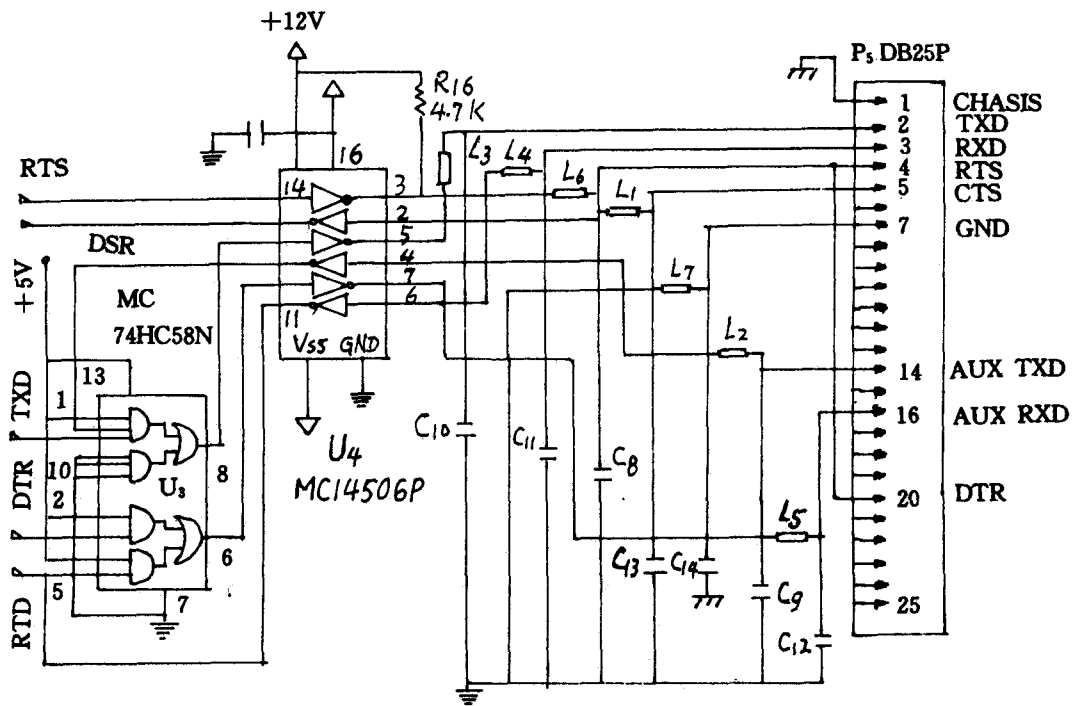 +12V
P5 DB25P
R16
4.7K
1 CHASIS
2 TXD
3 RXD
4 RTS
5 CTS
7 GND
14 AUX TXD
16 AUX RXD
20 DTR
25
RTS
16
14
3
2
5
4
7
6
11
VSS GND
L3
L4
L6
L1
L7
L2
L5
DSR
+5V
MC
74HC58N
13
1
TXD
10
DTR
2
U3
8
6
5
7
RTD
U4
MC14506P
C10
C11
C8
C13
C14
C9
C12